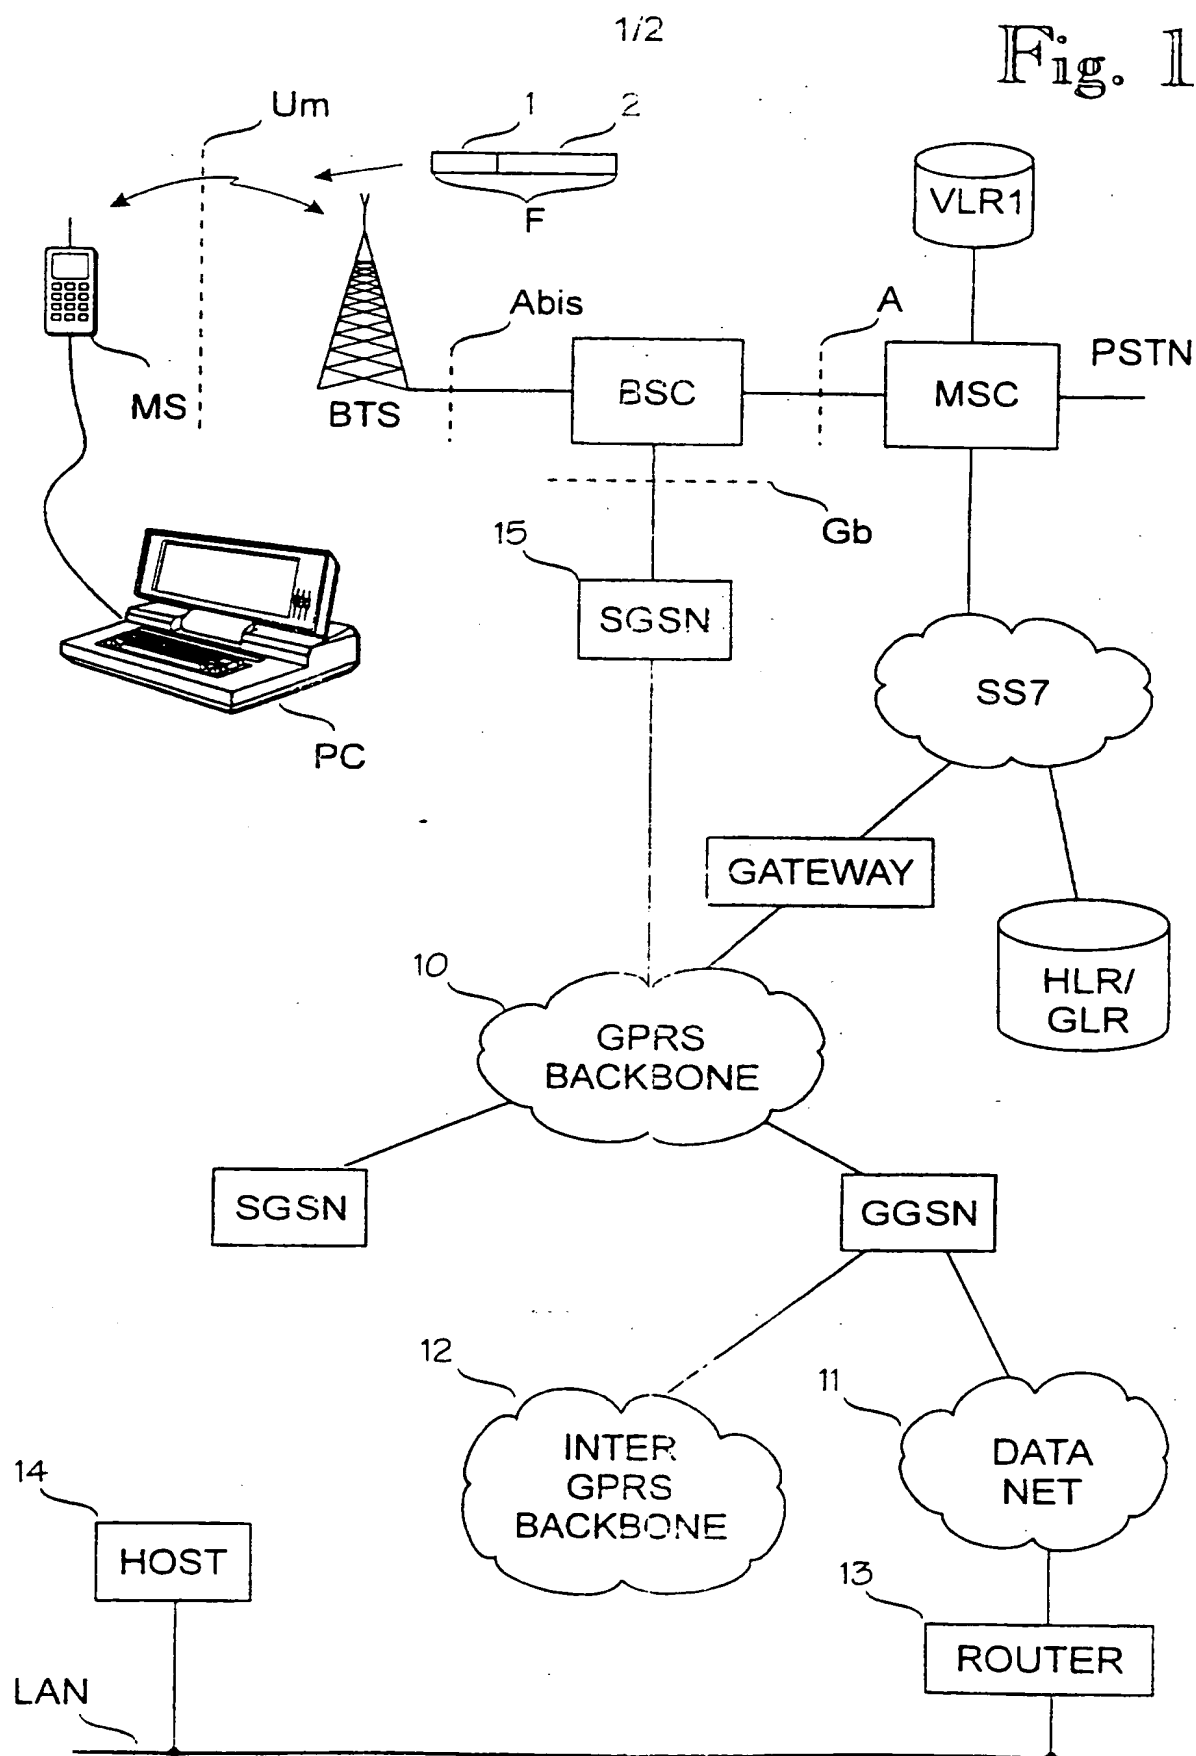 1/2
Fig. 1
Um
1
2
F
VLR1
Abis
A
PSTN
MS
BTS
BSC
MSC
Gb
15
SGSN
SS7
PC
GATEWAY
10
HLR/
GLR
GPRS
BACKBONE
SGSN
GGSN
12
11
INTER
GPRS
BACKBONE
DATA
NET
14
HOST
13
ROUTER
LAN